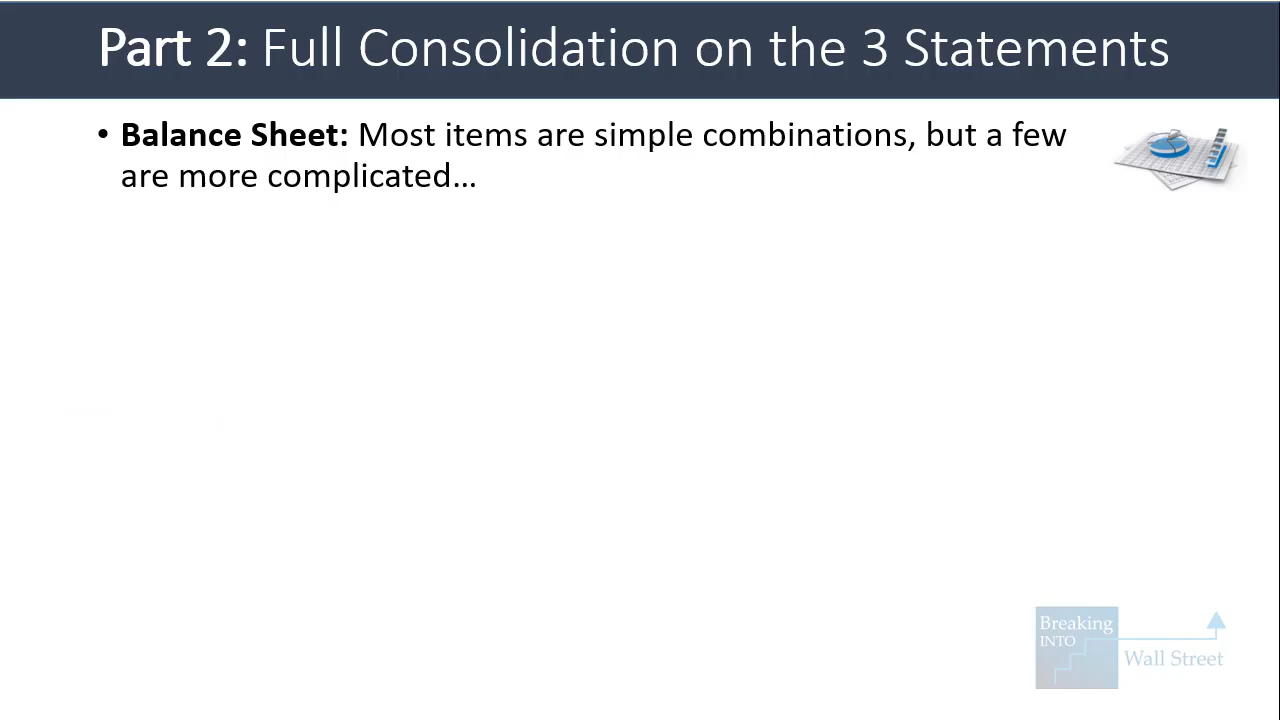 Part 2: Full Consolidation on the 3 Statements
• Balance Sheet: Most items are simple combinations, but a few
are more complicated…
Breaking
INTO
Wall Street